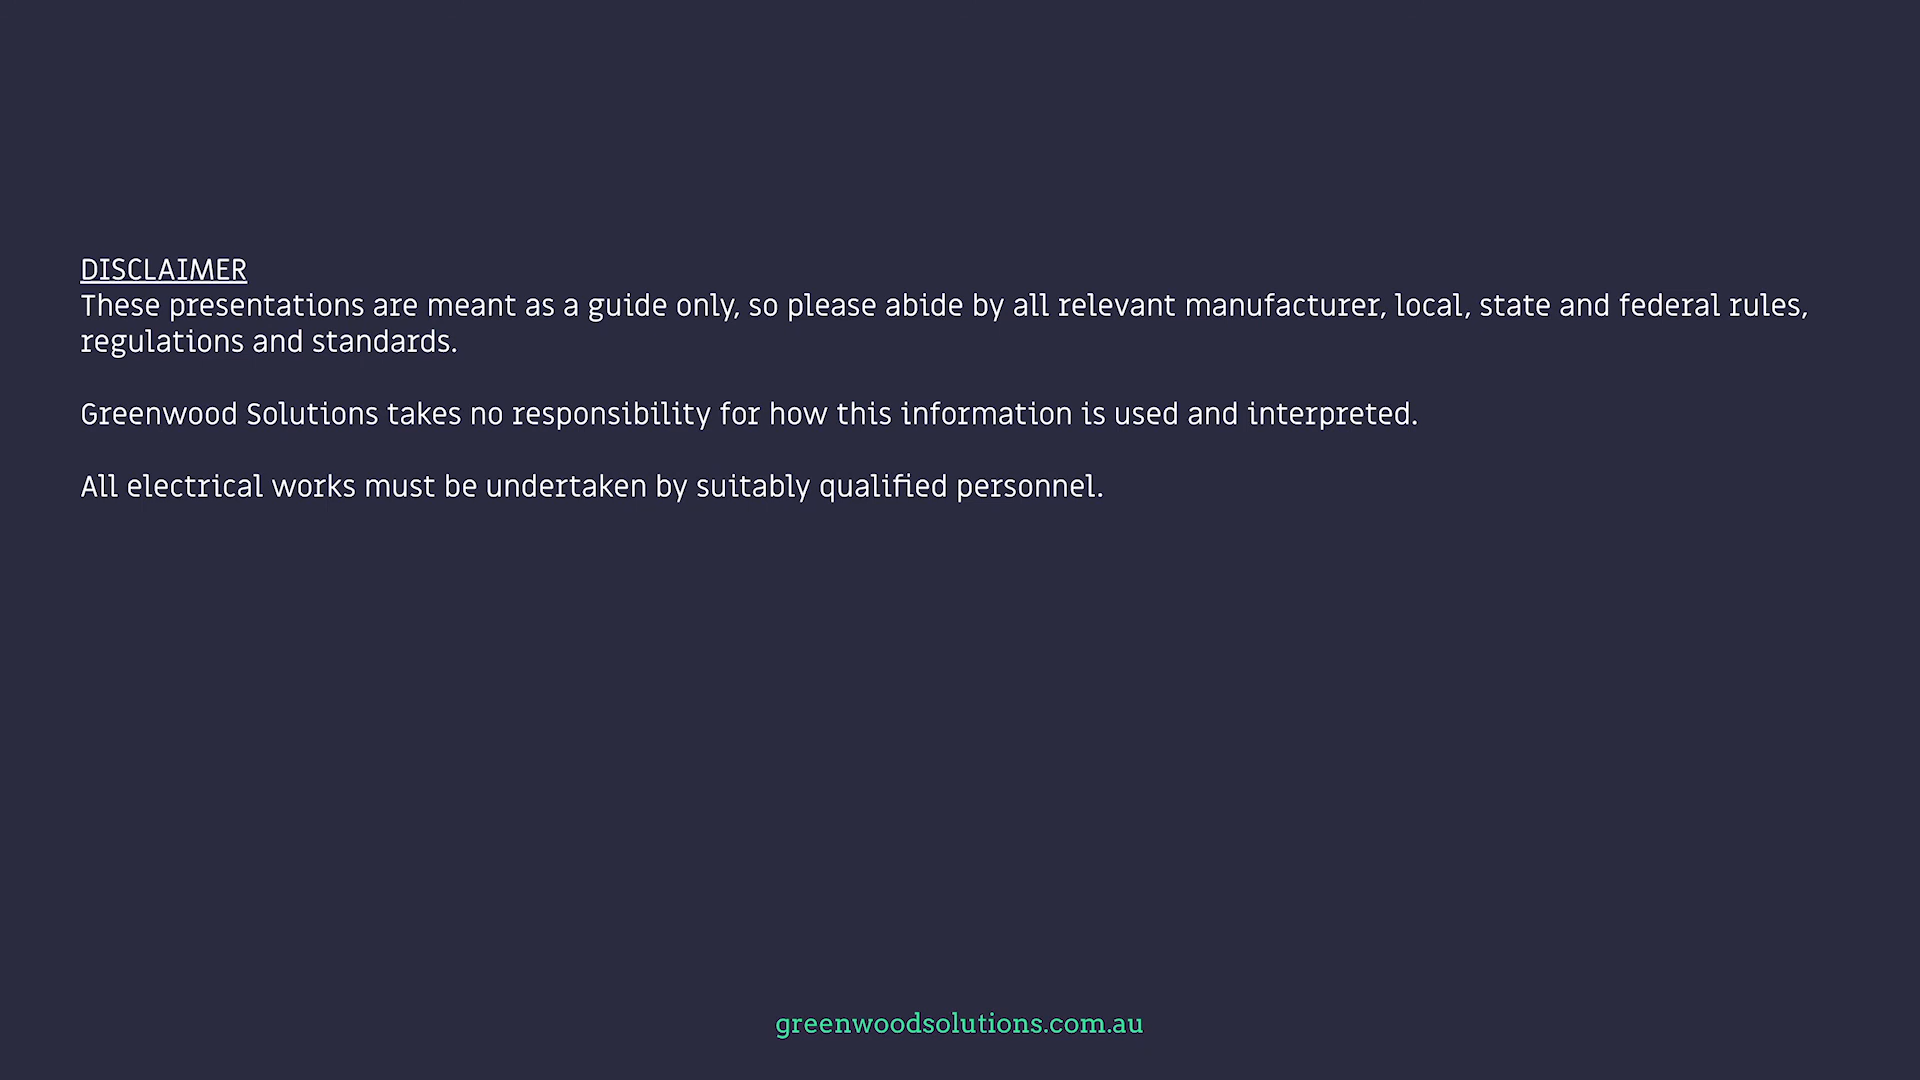 DISCLAIMER
These presentations are meant as a guide only, so please abide by all relevant manufacturer, local, state and federal rules,
regulations and standards.
Greenwood Solutions takes no responsibility for how this information is used and interpreted.
All electrical works must be undertaken by suitably qualified personnel.
greenwoodsolutions.com.au